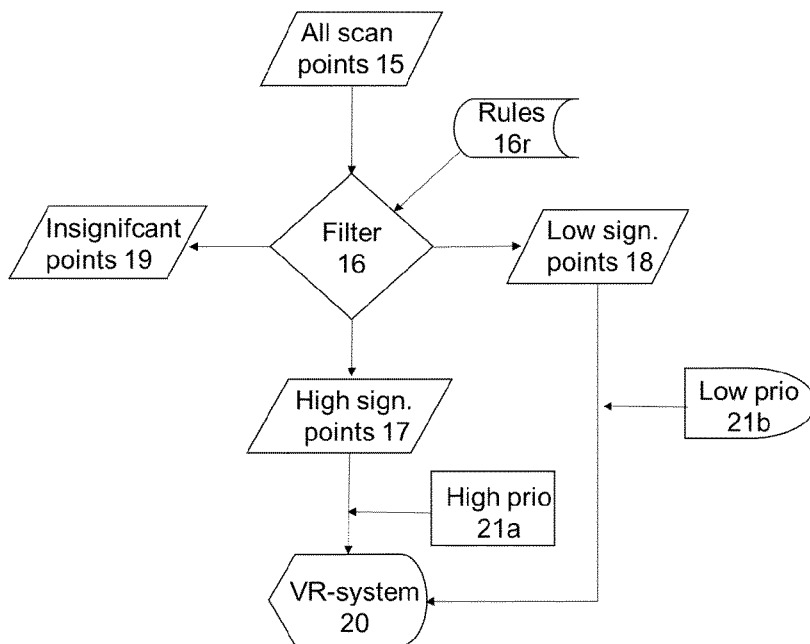 All scan
points 15
Rules
16r
Insignifcant
points 19
Filter
16
Low sign.
points 18
High sign.
points 17
Low prio
21b
High prio
21a
VR-system
20